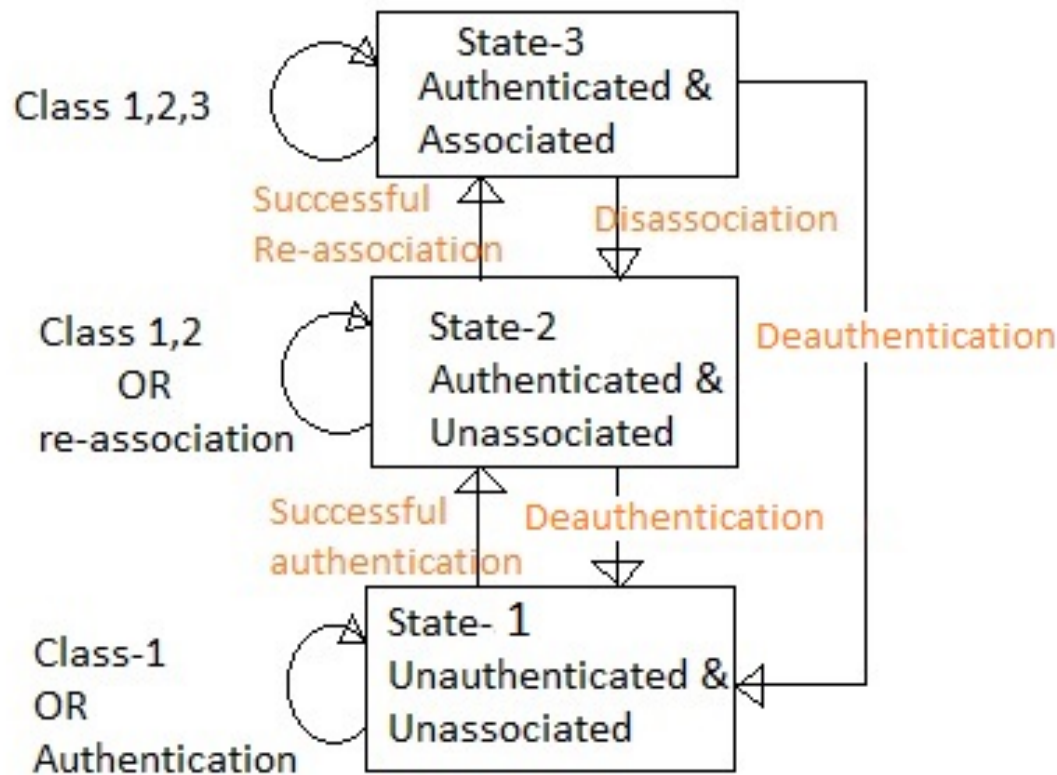 State-3
Authenticated &
Associated
Class 1,2,3
Successful
Re-association
Disassociation
Class 1,2
OR
re-association
State-2
Authenticated &
Unassociated
Deauthentication
Successful
authentication
Deauthentication
State- 1
Unauthenticated &
Unassociated
Class-1
OR
Authentication